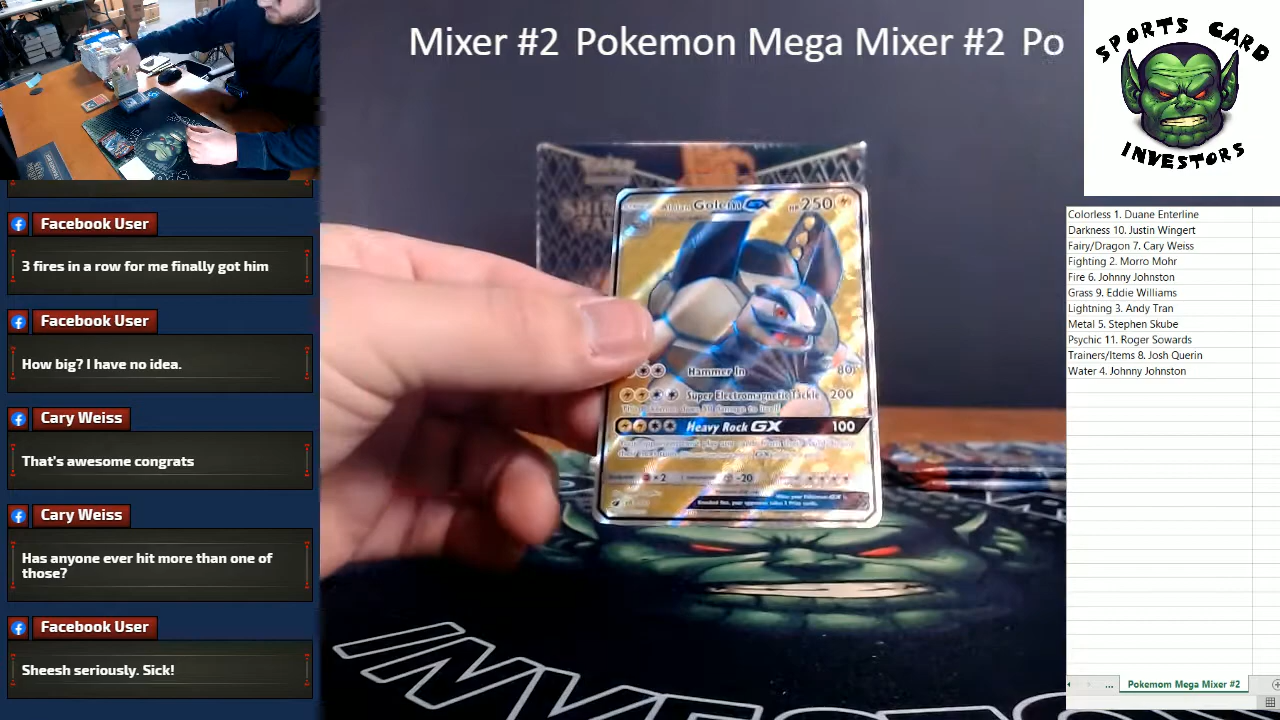 Mixer #2 Pokemon Mega Mixer #2 Po
SPORTS CARD
INVESTORS
Facebook User
3 fires in a row for me finally got him
Facebook User
How big? I have no idea.
Cary Weiss
That's awesome congrats
Cary Weiss
Has anyone ever hit more than one of
those?
Facebook User
Sheesh seriously. Sick!
Golem GX HP 250
Hammer In 80
Super Electromagnetic Tackle 200
Heavy Rock GX 100
×2 -20
INVESTORS
Colorless 1. Duane Enterline
Darkness 10. Justin Wingert
Fairy/Dragon 7. Cary Weiss
Fighting 2. Morro Mohr
Fire 6. Johnny Johnston
Grass 9. Eddie Williams
Lightning 3. Andy Tran
Metal 5. Stephen Skube
Psychic 11. Roger Sowards
Trainers/Items 8. Josh Querin
Water 4. Johnny Johnston
... Pokemom Mega Mixer #2